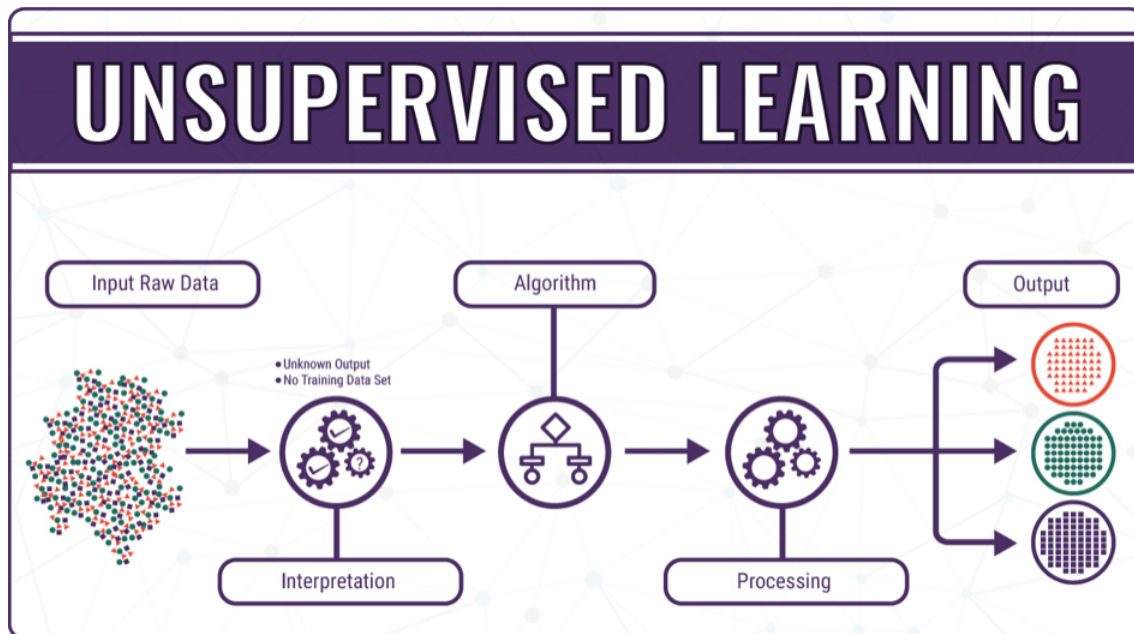 UNSUPERVISED LEARNING
Input Raw Data
Algorithm
Output
• Unknown Output
• No Training Data Set
?
Interpretation
Processing